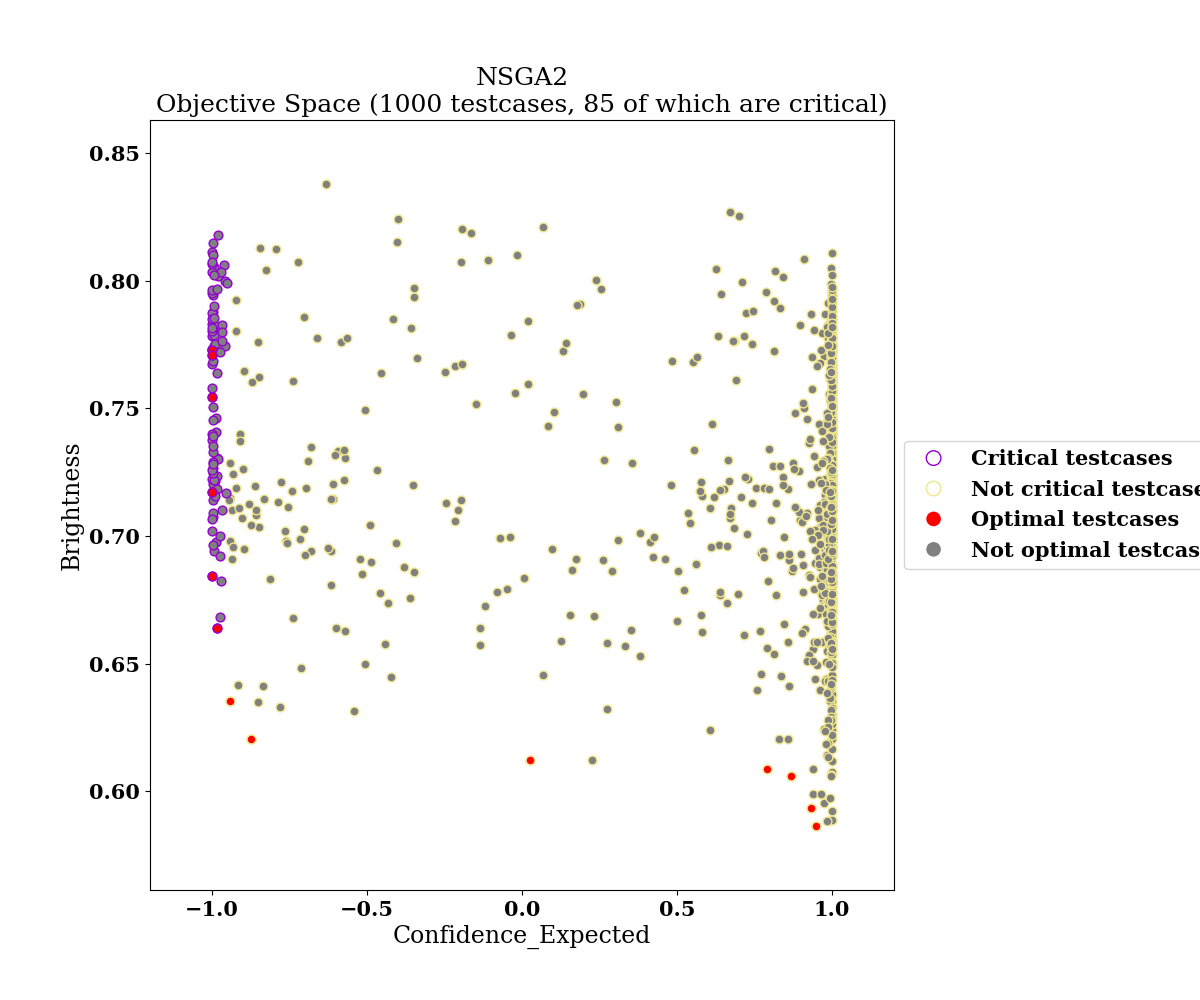 NSGA2
Objective Space (1000 testcases, 85 of which are critical)
0.85
0.80
0.75
0.70
0.65
0.60
Brightness
−1.0
−0.5
0.0
0.5
1.0
Confidence_Expected
Critical testcases
Not critical testcase
Optimal testcases
Not optimal testcas